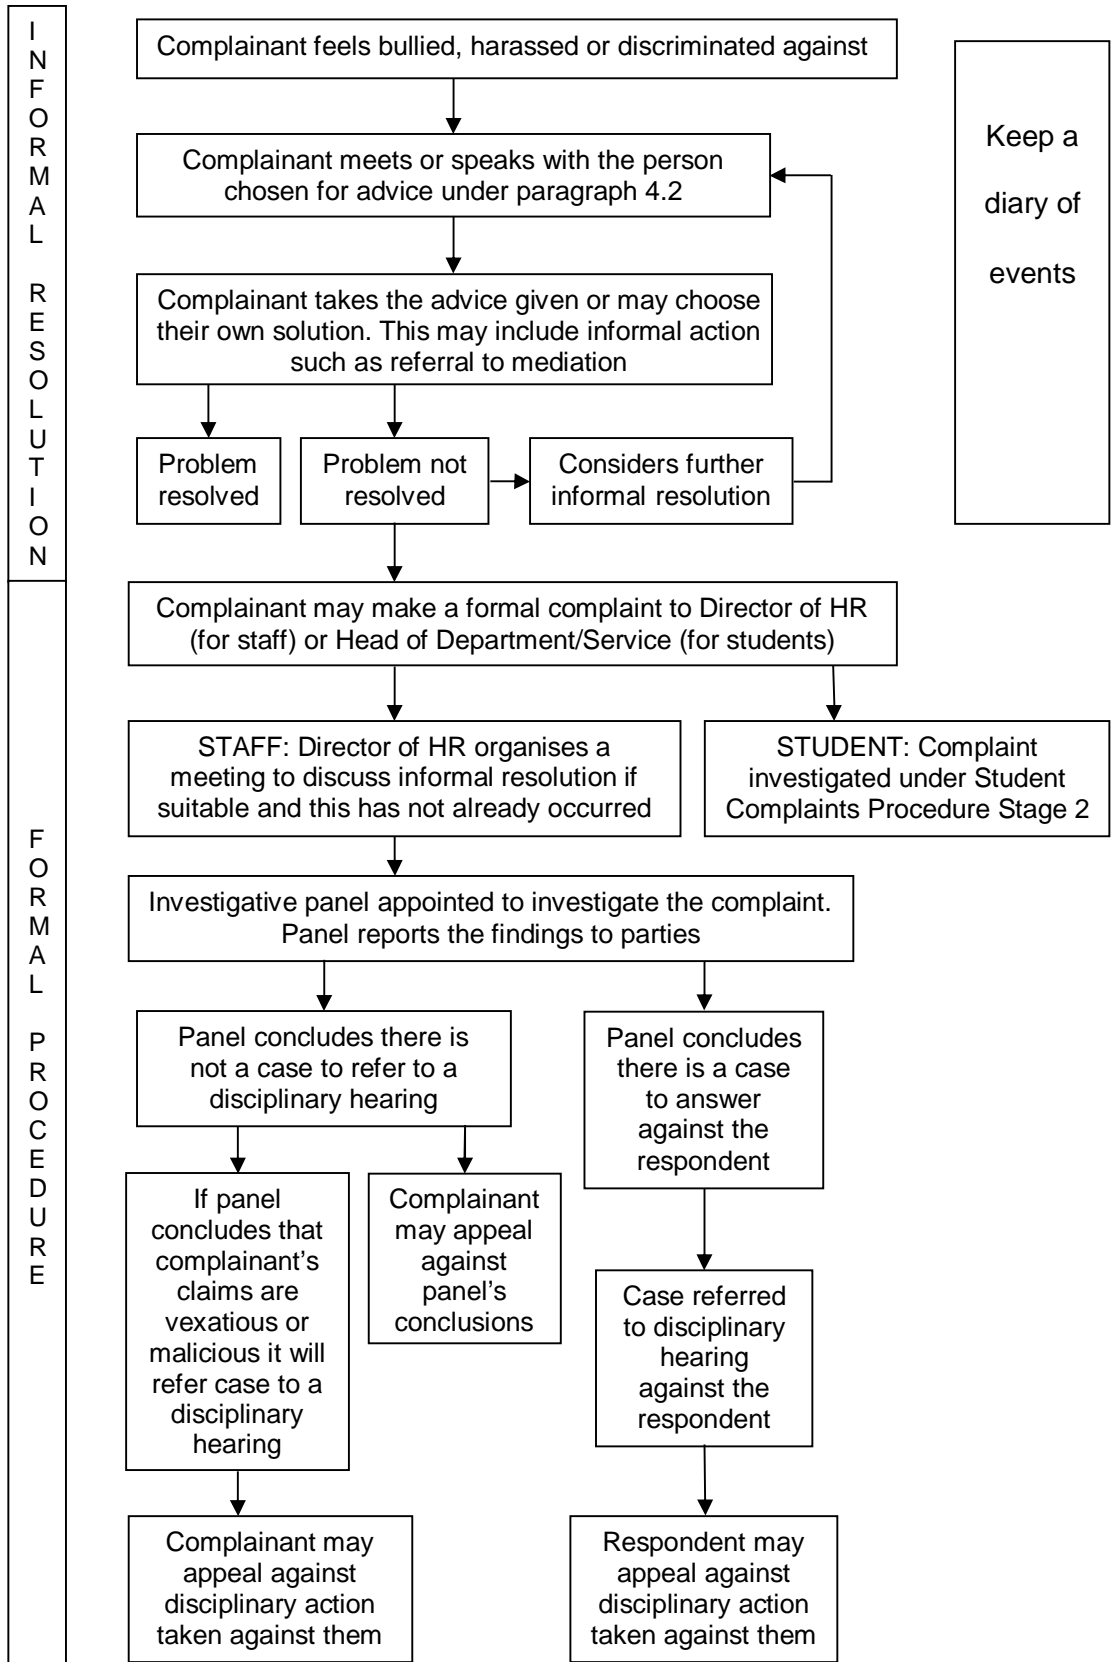 INFORMAL RESOLUTION
Complainant feels bullied, harassed or discriminated against
Keep a
diary of
events
Complainant meets or speaks with the person
chosen for advice under paragraph 4.2
Complainant takes the advice given or may choose
their own solution. This may include informal action
such as referral to mediation
Problem
resolved
Problem not
resolved
Considers further
informal resolution
FORMAL PROCEDURE
Complainant may make a formal complaint to Director of HR
(for staff) or Head of Department/Service (for students)
STAFF: Director of HR organises a
meeting to discuss informal resolution if
suitable and this has not already occurred
STUDENT: Complaint
investigated under Student
Complaints Procedure Stage 2
Investigative panel appointed to investigate the complaint.
Panel reports the findings to parties
Panel concludes there is
not a case to refer to a
disciplinary hearing
Panel concludes
there is a case
to answer
against the
respondent
If panel
concludes that
complainant’s
claims are
vexatious or
malicious it will
refer case to a
disciplinary
hearing
Complainant
may appeal
against
panel’s
conclusions
Case referred
to disciplinary
hearing
against the
respondent
Complainant may
appeal against
disciplinary action
taken against them
Respondent may
appeal against
disciplinary action
taken against them